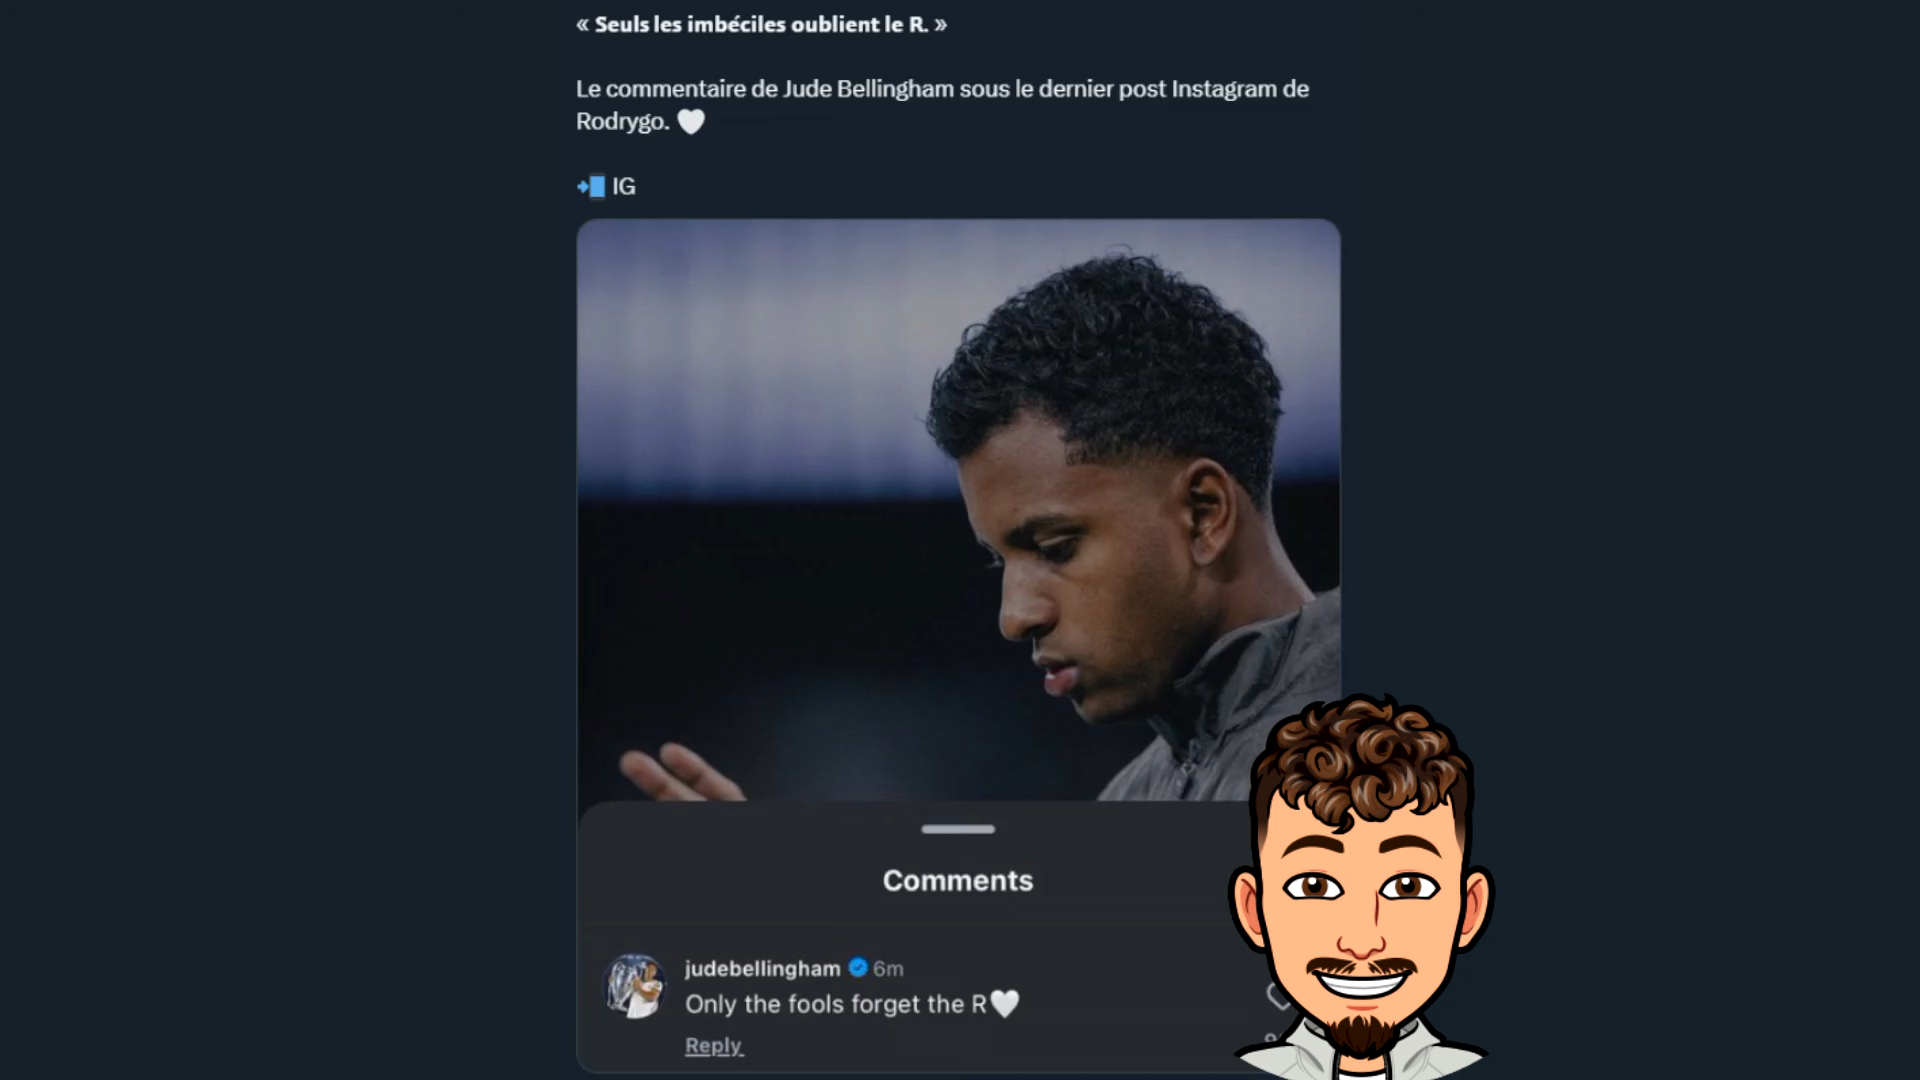 « Seuls les imbéciles oublient le R. »
Le commentaire de Jude Bellingham sous le dernier post Instagram de
Rodrygo. 🤍
📲 IG
Comments
judebellingham 6m
Only the fools forget the R🤍
Reply